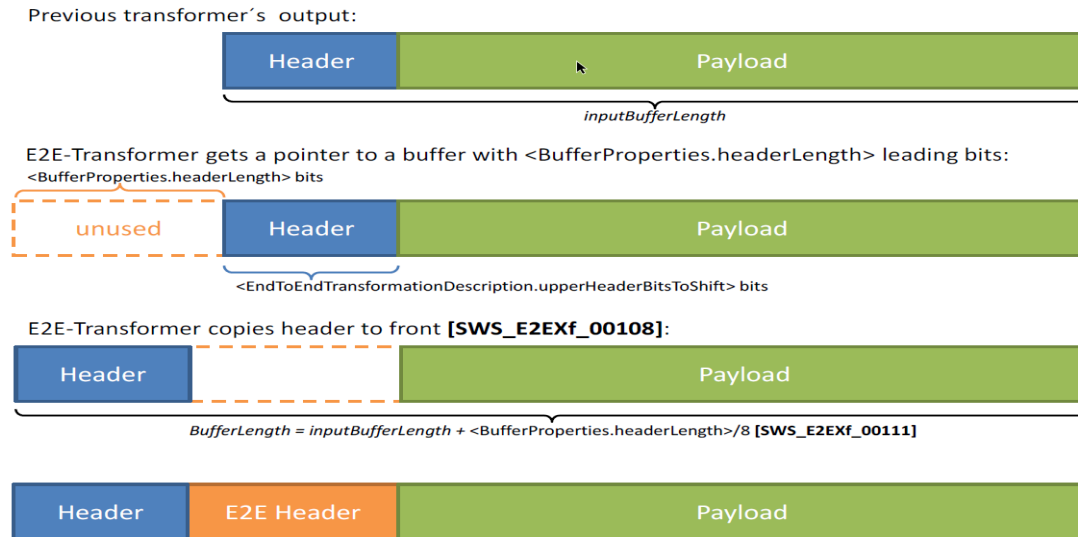 Previous transformer´s output:
Header
Payload
inputBufferLength
E2E-Transformer gets a pointer to a buffer with <BufferProperties.headerLength> leading bits:
<BufferProperties.headerLength> bits
unused
Header
Payload
<EndToEndTransformationDescription.upperHeaderBitsToShift> bits
E2E-Transformer copies header to front [SWS_E2EXf_00108]:
Header
Payload
BufferLength = inputBufferLength + <BufferProperties.headerLength>/8 [SWS_E2EXf_00111]
Header
E2E Header
Payload